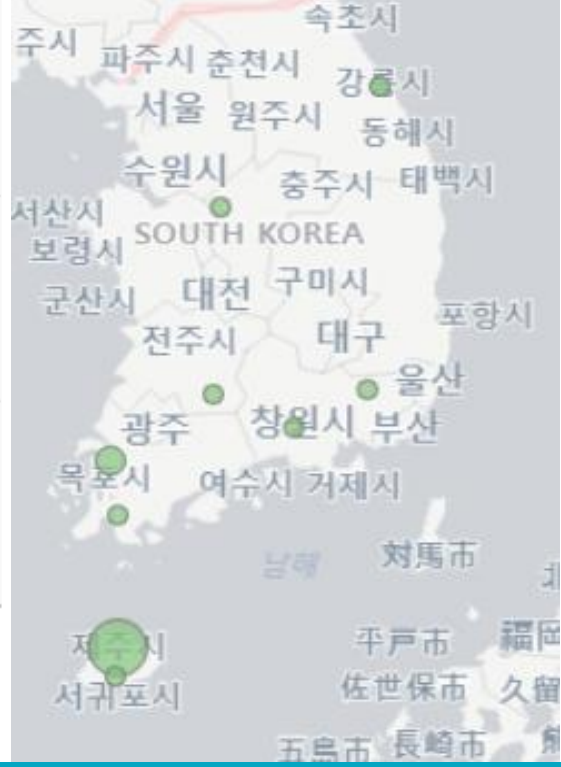 속초시
주시
파주시 춘천시
강릉시
서울 원주시
동해시
수원시
충주시 태백시
서산시
SOUTH KOREA
보령시
대전 구미시
군산시
포항시
전주시 대구
울산
광주 창원시 부산
목포시
여수시 거제시
남해 対馬市
제주시
平戸市 福岡
서귀포시
佐世保市 久留
五島市 長崎市